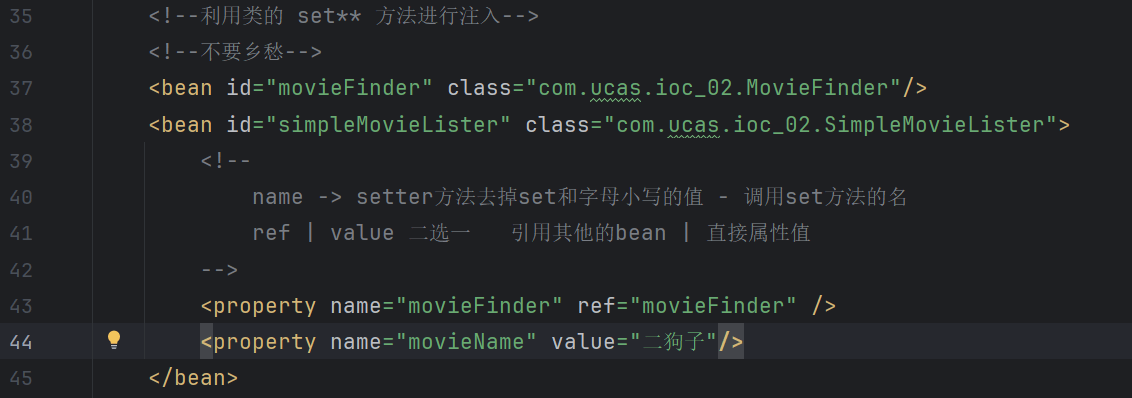 35 <!--利用类的 set** 方法进行注入-->
36 <!--不要乡愁-->
37 <bean id="movieFinder" class="com.ucas.ioc_02.MovieFinder"/>
38 <bean id="simpleMovieLister" class="com.ucas.ioc_02.SimpleMovieLister">
39 <!--
40 name -> setter方法去掉set和字母小写的值 - 调用set方法的名
41 ref | value 二选一 引用其他的bean | 直接属性值
42 -->
43 <property name="movieFinder" ref="movieFinder" />
44 <property name="movieName" value="二狗子"/>
45 </bean>